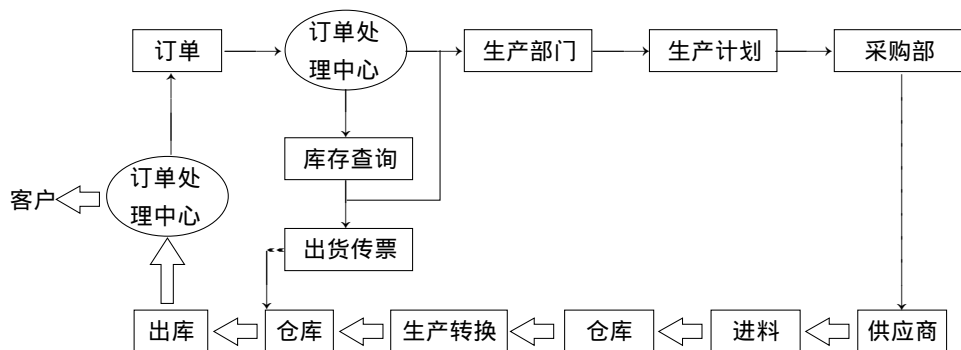 订单
订单处
理中心
生产部门
生产计划
采购部
库存查询
客户
订单处
理中心
出货传票
出库
仓库
生产转换
仓库
进料
供应商